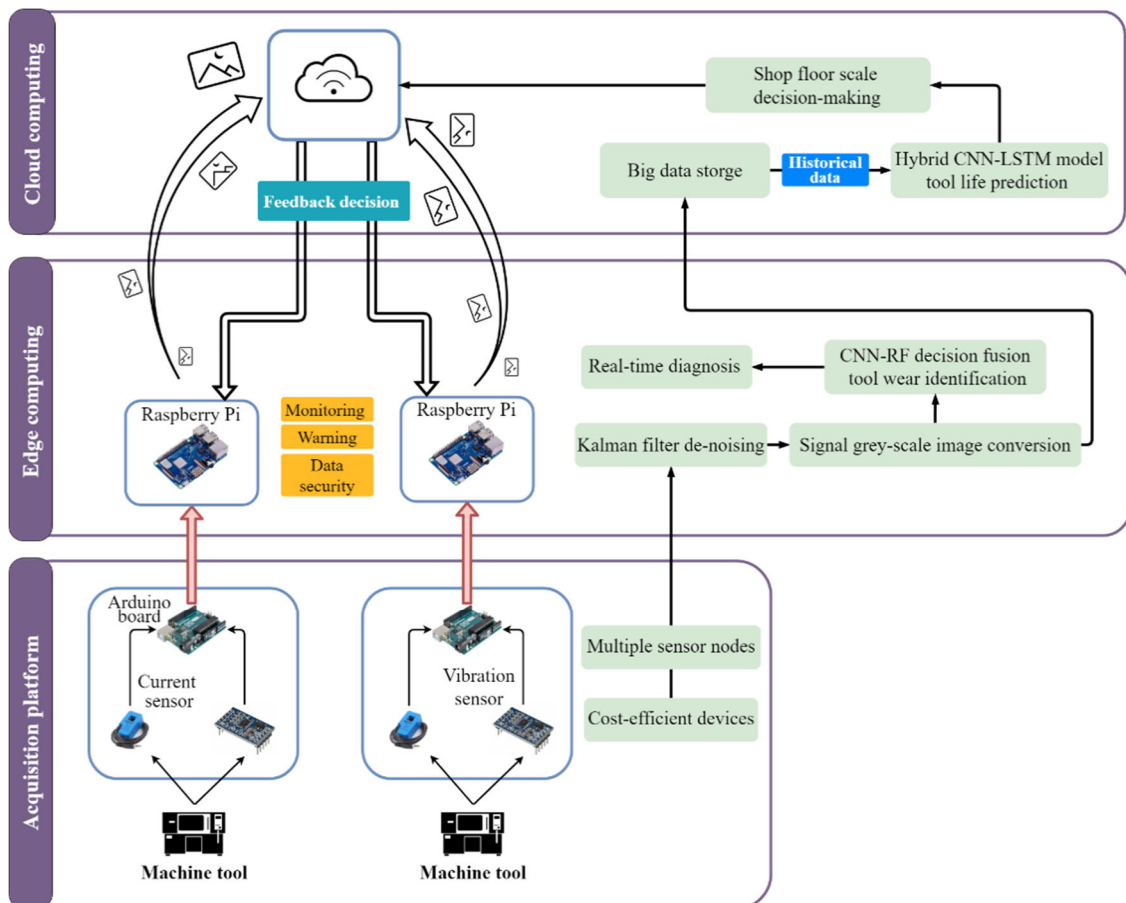 Cloud computing
Feedback decision
Shop floor scale
decision-making
Big data storge
Historical
data
Hybrid CNN-LSTM model
tool life prediction
Edge computing
Raspberry Pi
Monitoring
Warning
Data
security
Raspberry Pi
Real-time diagnosis
CNN-RF decision fusion
tool wear identification
Kalman filter de-noising
Signal grey-scale image conversion
Acquisition platform
Arduino
board
Current
sensor
Machine tool
Vibration
sensor
Machine tool
Multiple sensor nodes
Cost-efficient devices